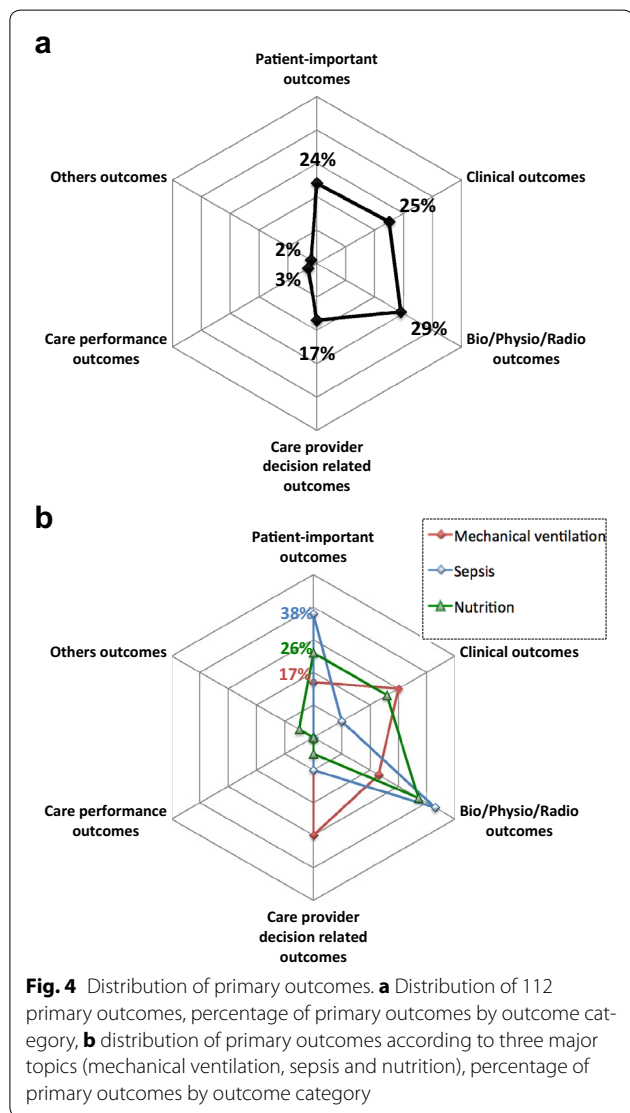 a
Patient-important
outcomes
24%
Others outcomes
Clinical outcomes
25%
2%
3%
29%
Care performance
outcomes
Bio/Physio/Radio
outcomes
17%
Care provider
decision related
outcomes
b
Patient-important
outcomes
Mechanical ventilation
Sepsis
Nutrition
38%
26%
17%
Others outcomes
Clinical outcomes
Care performance
outcomes
Bio/Physio/Radio
outcomes
Care provider
decision related
outcomes
Fig. 4 Distribution of primary outcomes. a Distribution of 112
primary outcomes, percentage of primary outcomes by outcome cat-
egory, b distribution of primary outcomes according to three major
topics (mechanical ventilation, sepsis and nutrition), percentage of
primary outcomes by outcome category